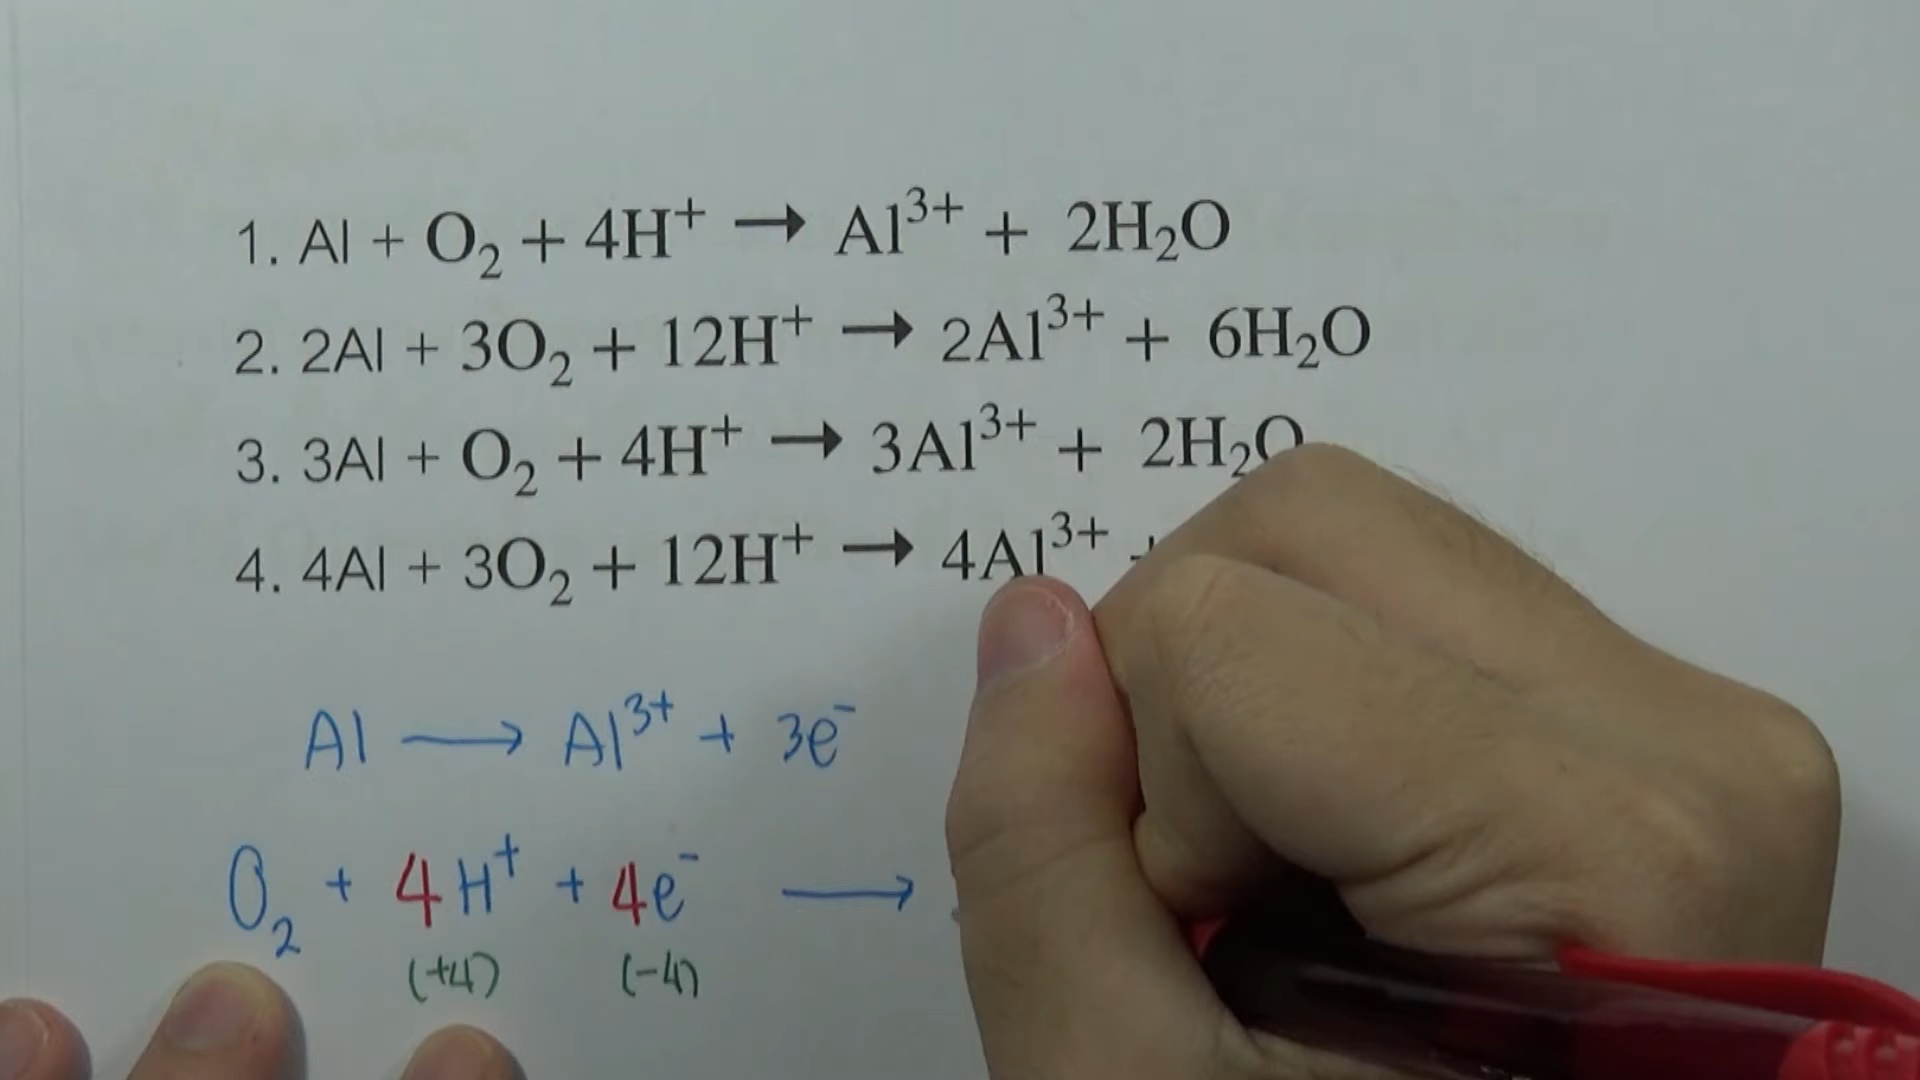 1. Al + O₂ + 4H⁺ → Al³⁺ + 2H₂O
2. 2Al + 3O₂ + 12H⁺ → 2Al³⁺ + 6H₂O
3. 3Al + O₂ + 4H⁺ → 3Al³⁺ + 2H₂O
4. 4Al + 3O₂ + 12H⁺ → 4Al³⁺ +
Al → Al³⁺ + 3e⁻
O₂ + 4H⁺ + 4e⁻ →
(+4) (-4)